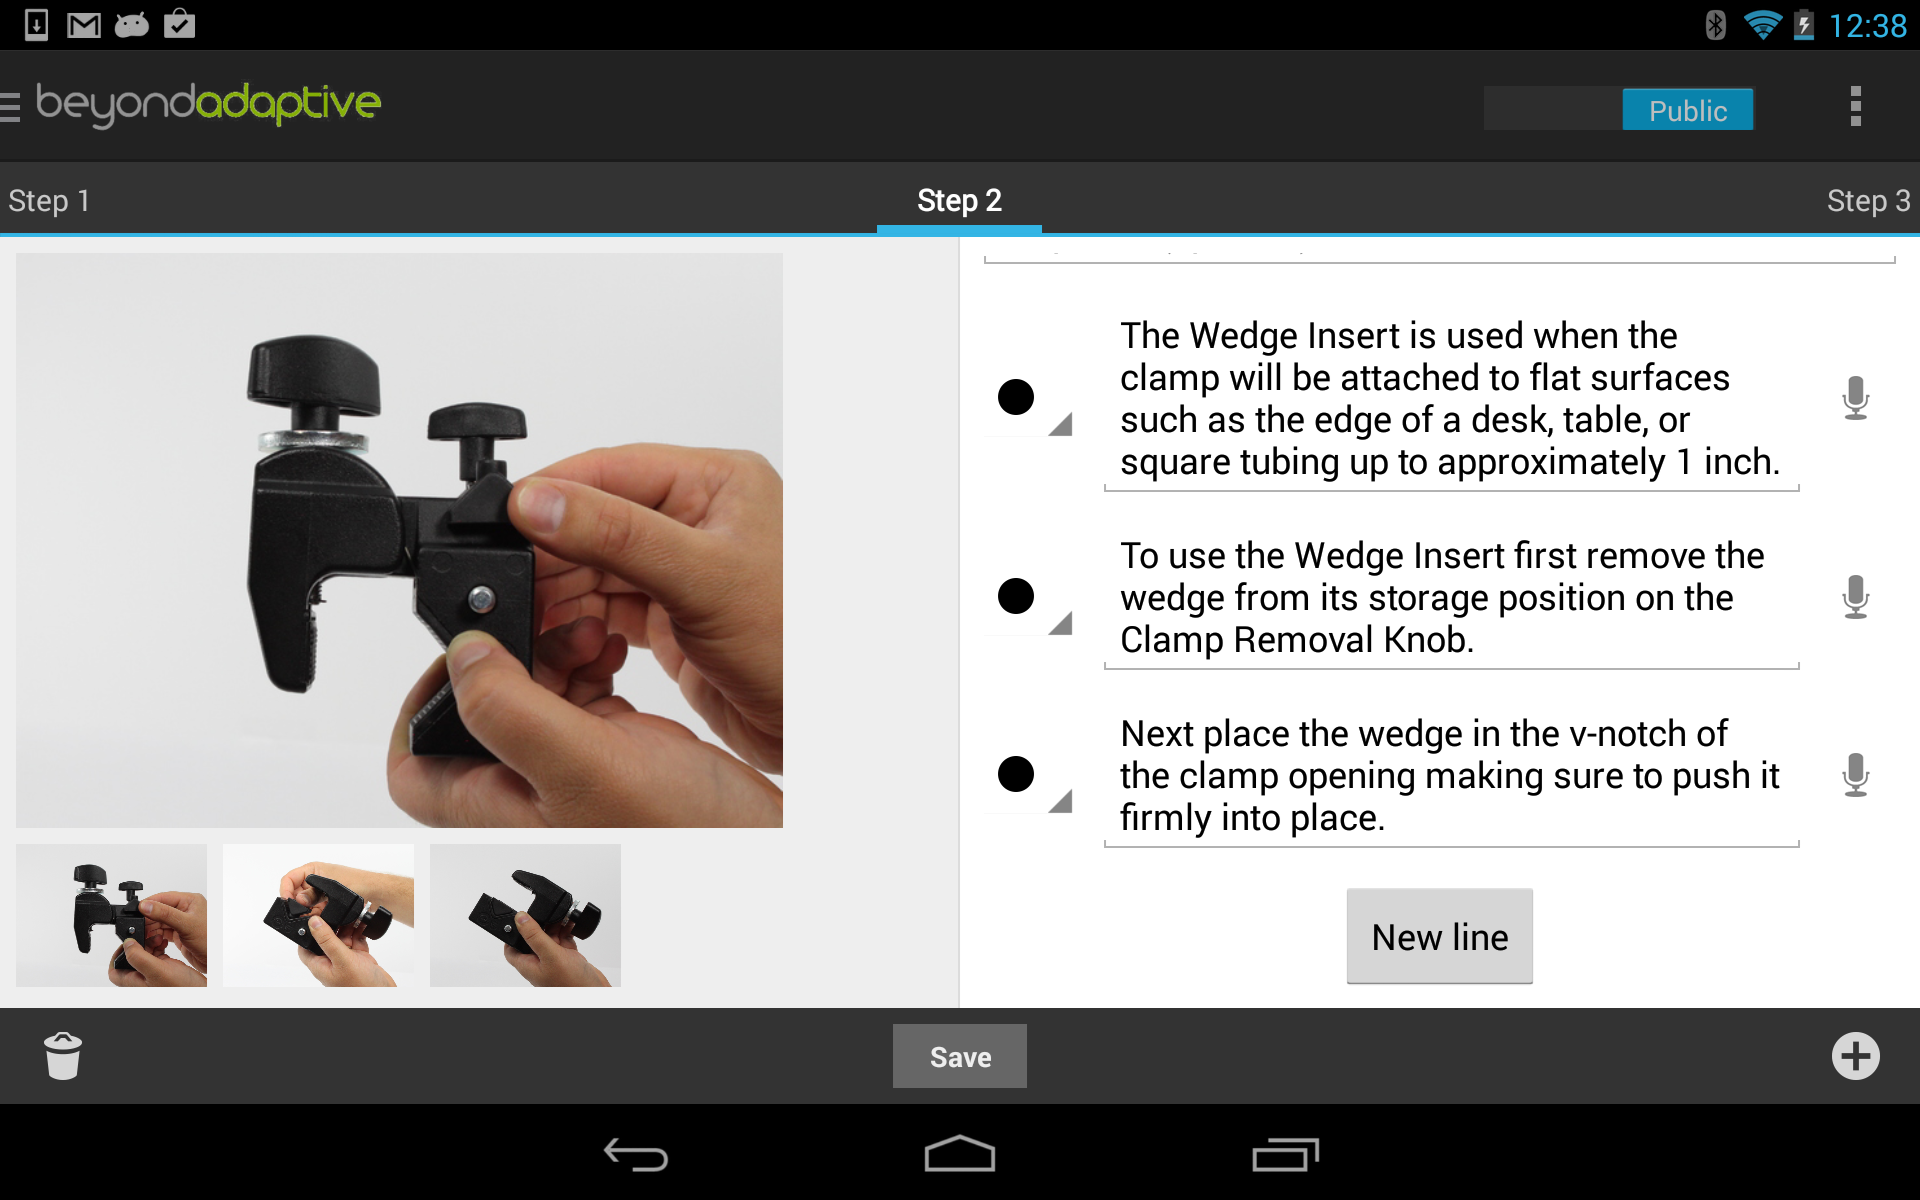 12:38
beyondadaptive
Public
Step 1
Step 2
Step 3
The Wedge Insert is used when the
clamp will be attached to flat surfaces
such as the edge of a desk, table, or
square tubing up to approximately 1 inch.
To use the Wedge Insert first remove the
wedge from its storage position on the
Clamp Removal Knob.
Next place the wedge in the v-notch of
the clamp opening making sure to push it
firmly into place.
New line
Save